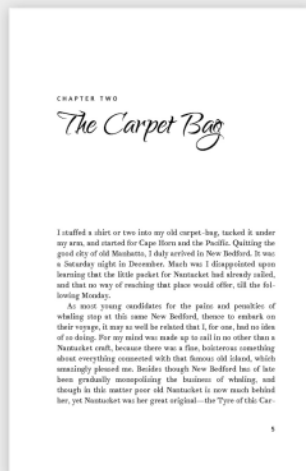 CHAPTER TWO
The Carpet Bag
I stuffed a shirt or two into my old carpet-bag, tucked it under
my arm, and started for Cape Horn and the Pacific. Quitting the
good city of old Manhatto, I duly arrived in New Bedford. It was
a Saturday night in December. Much was I disappointed upon
learning that the little packet for Nantucket had already sailed,
and that no way of reaching that place would offer, till the fol-
lowing Monday.
As most young candidates for the pains and penalties of
whaling stop at this same New Bedford, thence to embark on
their voyage, it may as well be related that I, for one, had no idea
of so doing. For my mind was made up to sail in no other than a
Nantucket craft, because there was a fine, boisterous something
about everything connected with that famous old island, which
amazingly pleased me. Besides though New Bedford has of late
been gradually monopolising the business of whaling, and
though in this matter poor old Nantucket is now much behind
her, yet Nantucket was her great original—the Tyre of this Car-
5